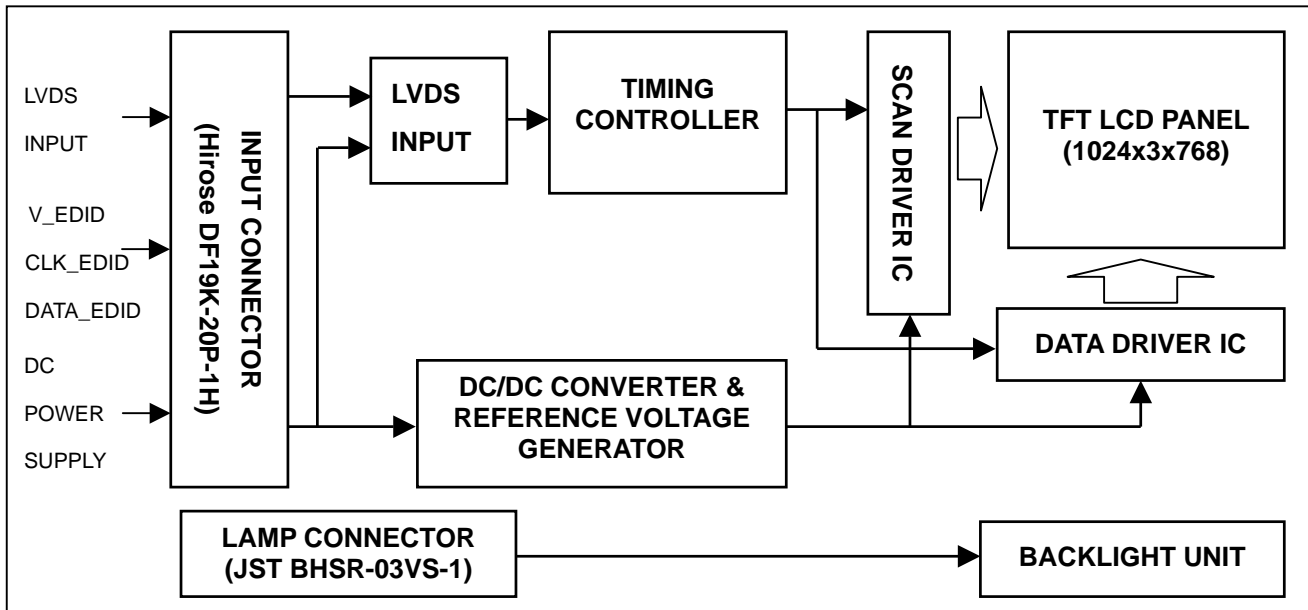 LVDS
INPUT
V_EDID
CLK_EDID
DATA_EDID
DC
POWER
SUPPLY
INPUT CONNECTOR
(Hirose DF19K-20P-1H)
LVDS
INPUT
TIMING
CONTROLLER
SCAN DRIVER IC
TFT LCD PANEL
(1024x3x768)
DATA DRIVER IC
DC/DC CONVERTER &
REFERENCE VOLTAGE
GENERATOR
LAMP CONNECTOR
(JST BHSR-03VS-1)
BACKLIGHT UNIT